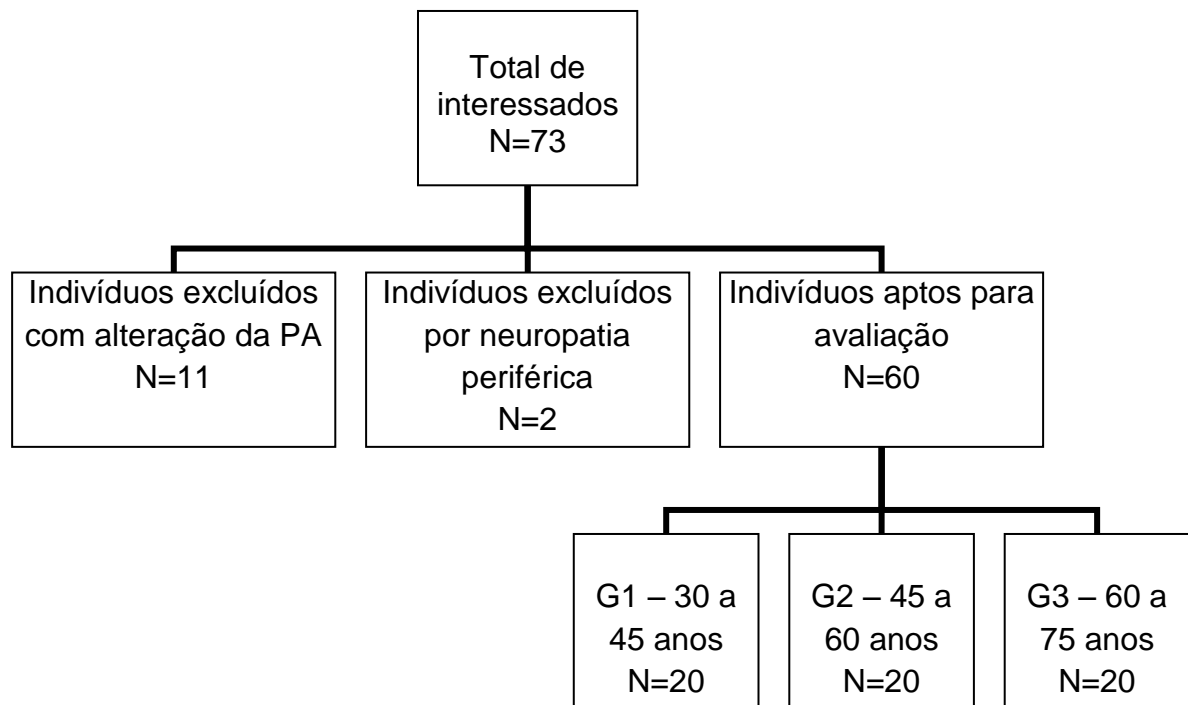 Total de
interessados
N=73
Indivíduos excluídos
com alteração da PA
N=11
Indivíduos excluídos
por neuropatia
periférica
N=2
Indivíduos aptos para
avaliação
N=60
G1 – 30 a
45 anos
N=20
G2 – 45 a
60 anos
N=20
G3 – 60 a
75 anos
N=20